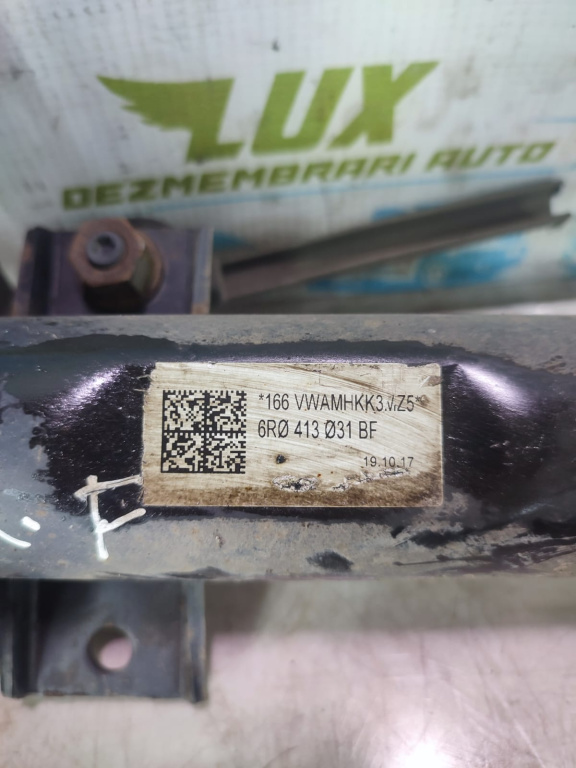 LUX
DEZMEMBRARI AUTO
*166 VWAMHKK3.VZ5*
6RØ 413 Ø31 BF
19.10.17